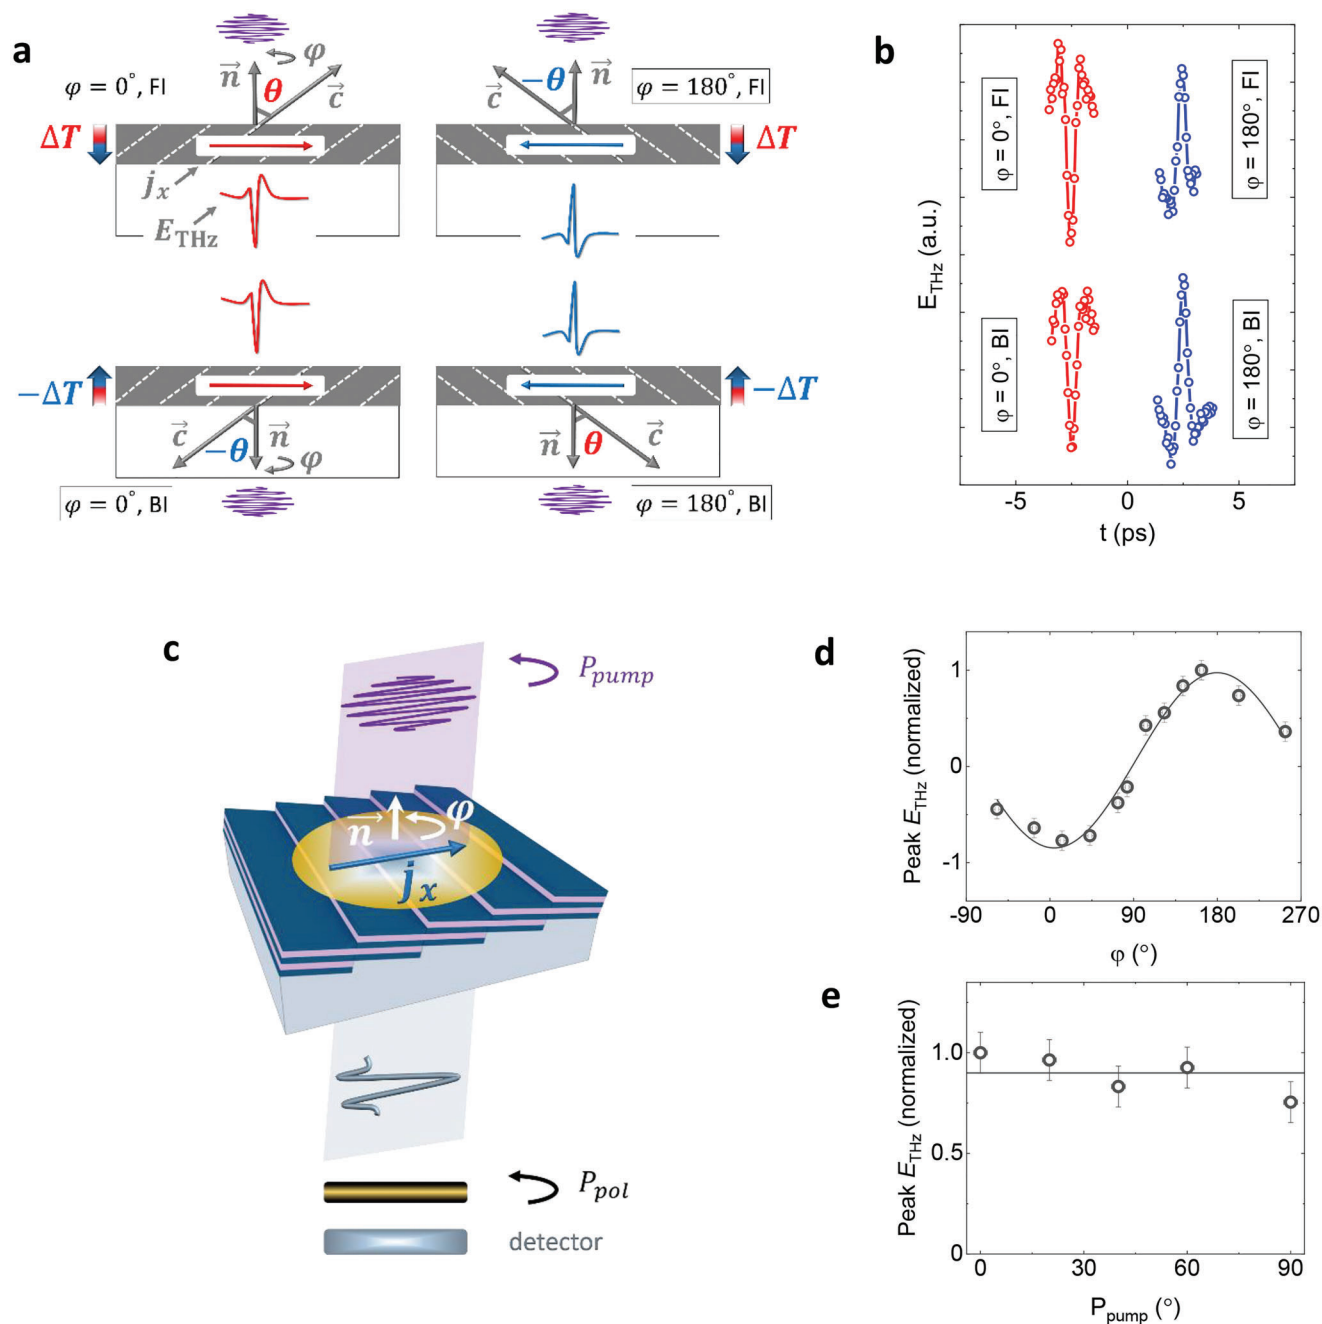 a
φ = 0°, FI
n
φ
θ
c
ΔT
j_x
E_THz
−θ
n
c
φ = 180°, FI
ΔT
−ΔT
c
−θ
n
φ
φ = 0°, BI
n
θ
c
−ΔT
φ = 180°, BI
b
E_THz (a.u.)
φ = 0°, FI
φ = 180°, FI
φ = 0°, BI
φ = 180°, BI
-5
0
5
t (ps)
c
P_pump
n
φ
j_x
P_pol
detector
d
Peak E_THz (normalized)
1
0
-1
-90
0
90
180
270
φ (°)
e
Peak E_THz (normalized)
1.0
0.5
0
0
30
60
90
P_pump (°)